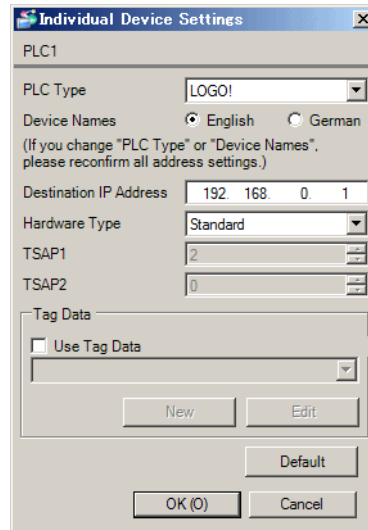 Individual Device Settings
PLC1
PLC Type LOGO!
Device Names English German
(If you change "PLC Type" or "Device Names",
please reconfirm all address settings.)
Destination IP Address 192. 168. 0. 1
Hardware Type Standard
TSAP1 2
TSAP2 0
Tag Data
Use Tag Data
New Edit
Default
OK (O) Cancel